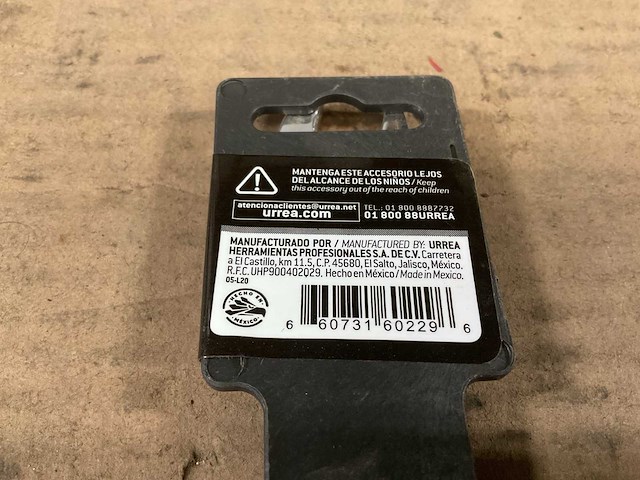 MANTENGA ESTE ACCESORIO LEJOS
DEL ALCANCE DE LOS NIÑOS / Keep
this accessory out of the reach of children
atencionaclientes@urrea.net
urrea.com
TEL.: 01 800 8887732
01 800 88URREA
MANUFACTURADO POR / MANUFACTURED BY: URREA
HERRAMIENTAS PROFESIONALES S.A. DE C.V. Carretera
a El Castillo, km 11.5, C.P. 45680, El Salto, Jalisco, México.
R.F.C. UHP900402029. Hecho en México / Made in Mexico.
05-L20
HECHO EN
MÉXICO
6 60731 60229 6